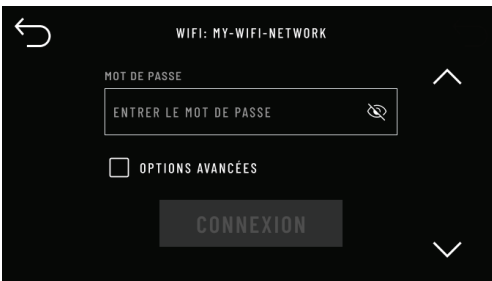 WIFI: MY-WIFI-NETWORK
MOT DE PASSE
ENTRER LE MOT DE PASSE
OPTIONS AVANCÉES
CONNEXION